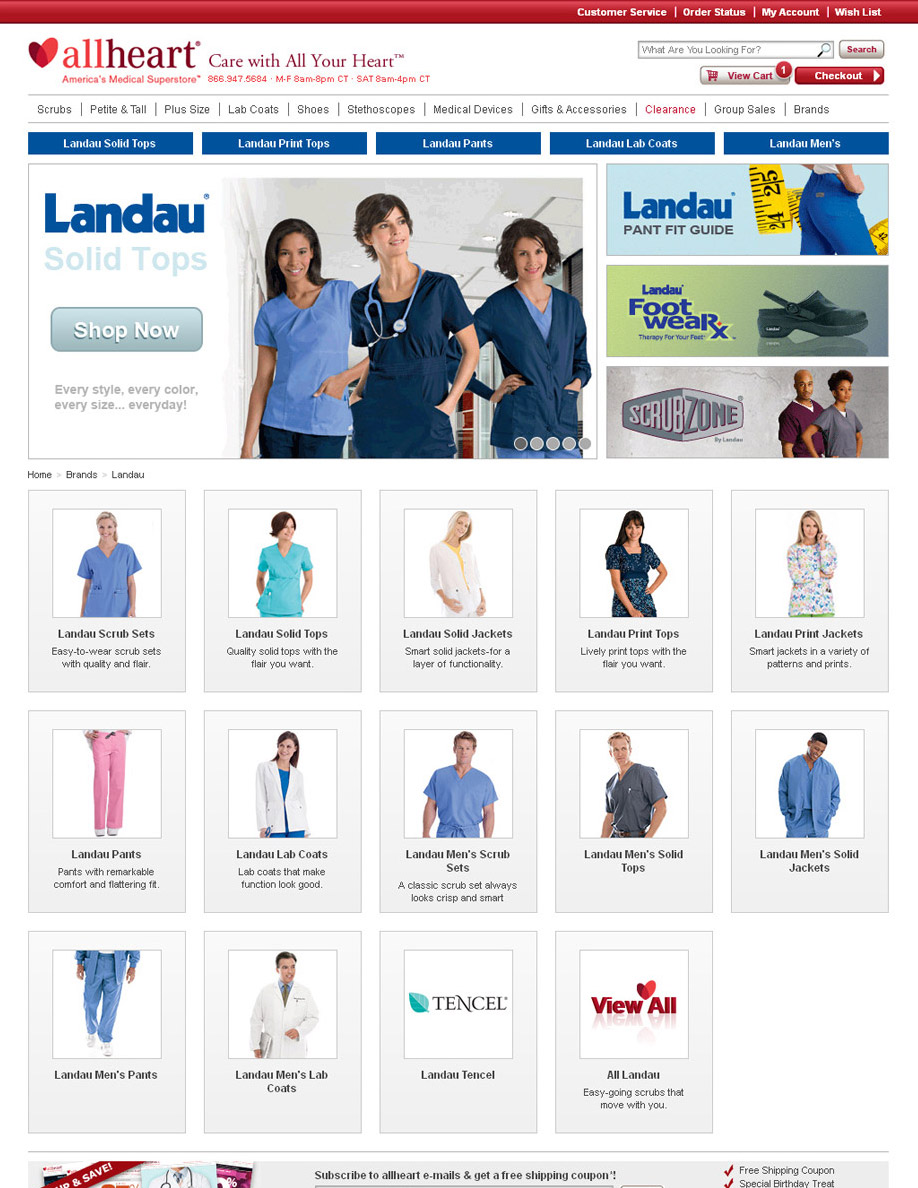 Customer Service | Order Status | My Account | Wish List
allheart®
Care with All Your Heart™
America's Medical Superstore™ 866.947.5684 · M-F 8am-8pm CT · SAT 8am-4pm CT
What Are You Looking For?
Search
View Cart
1
Checkout
Scrubs | Petite & Tall | Plus Size | Lab Coats | Shoes | Stethoscopes | Medical Devices | Gifts & Accessories | Clearance | Group Sales | Brands
Landau Solid Tops
Landau Print Tops
Landau Pants
Landau Lab Coats
Landau Men's
Landau®
Solid Tops
Shop Now
Every style, every color,
every size... everyday!
Landau®
PANT FIT GUIDE
Landau
Foot
weaRx
Therapy For Your Feet
SCRUBZONE®
By Landau
Home > Brands > Landau
Landau Scrub Sets
Easy-to-wear scrub sets
with quality and flair.
Landau Solid Tops
Quality solid tops with the
flair you want.
Landau Solid Jackets
Smart solid jackets-for a
layer of functionality.
Landau Print Tops
Lively print tops with the
flair you want.
Landau Print Jackets
Smart jackets in a variety of
patterns and prints.
Landau Pants
Pants with remarkable
comfort and flattering fit.
Landau Lab Coats
Lab coats that make
function look good.
Landau Men's Scrub
Sets
A classic scrub set always
looks crisp and smart
Landau Men's Solid
Tops
Landau Men's Solid
Jackets
Landau Men's Pants
Landau Men's Lab
Coats
TENCEL®
Landau Tencel
View All
All Landau
Easy-going scrubs that
move with you.
& SAVE!
Subscribe to allheart e-mails & get a free shipping coupon*!
Free Shipping Coupon
Special Birthday Treat